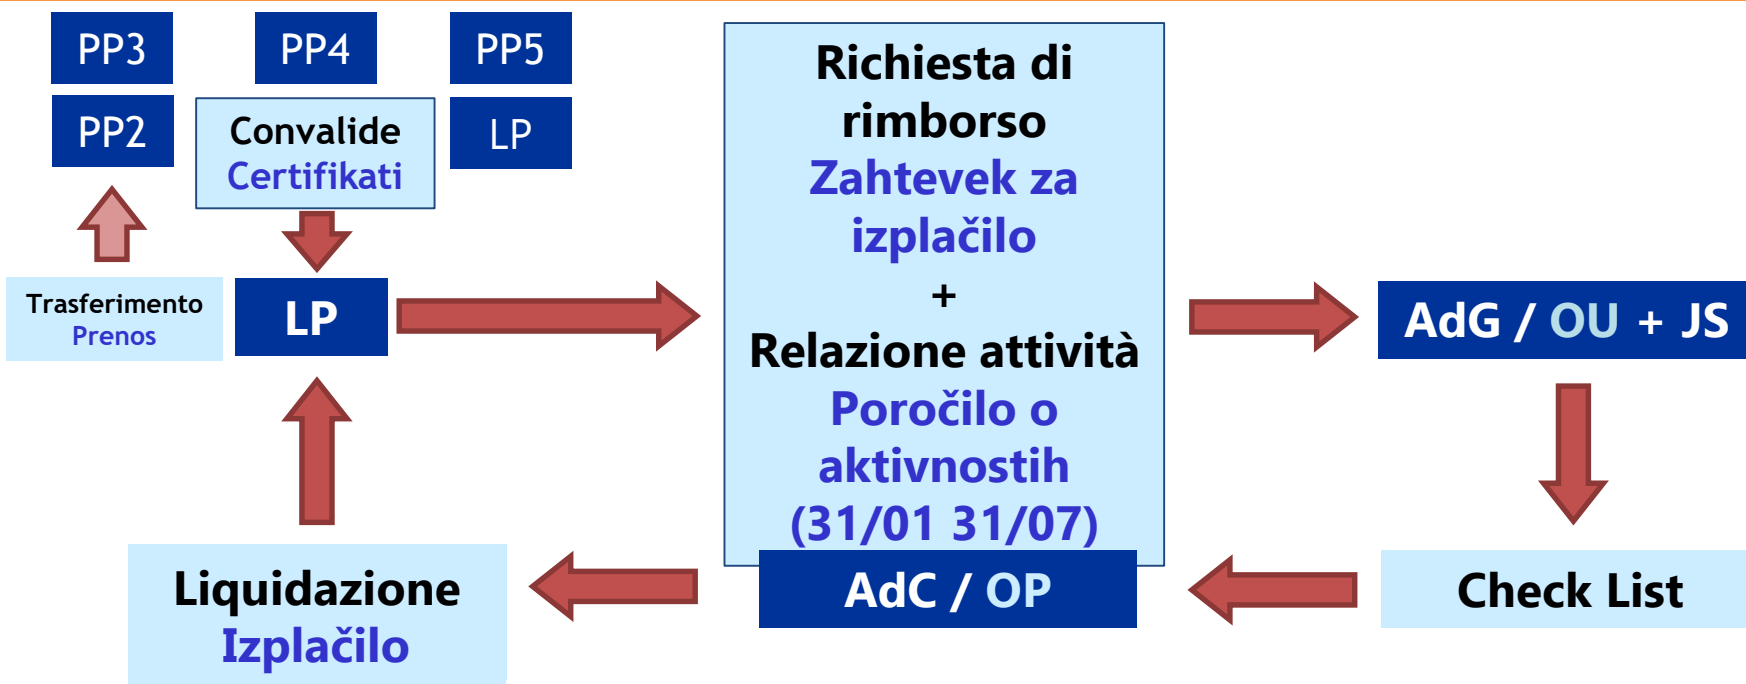 PP3
PP4
PP5
PP2
Convalide
Certifikati
LP
Trasferimento
Prenos
LP
Richiesta di
rimborso
Zahtevek za
izplačilo
+
Relazione attività
Poročilo o
aktivnostih
(31/01 31/07)
AdG / OU + JS
Liquidazione
Izplačilo
AdC / OP
Check List